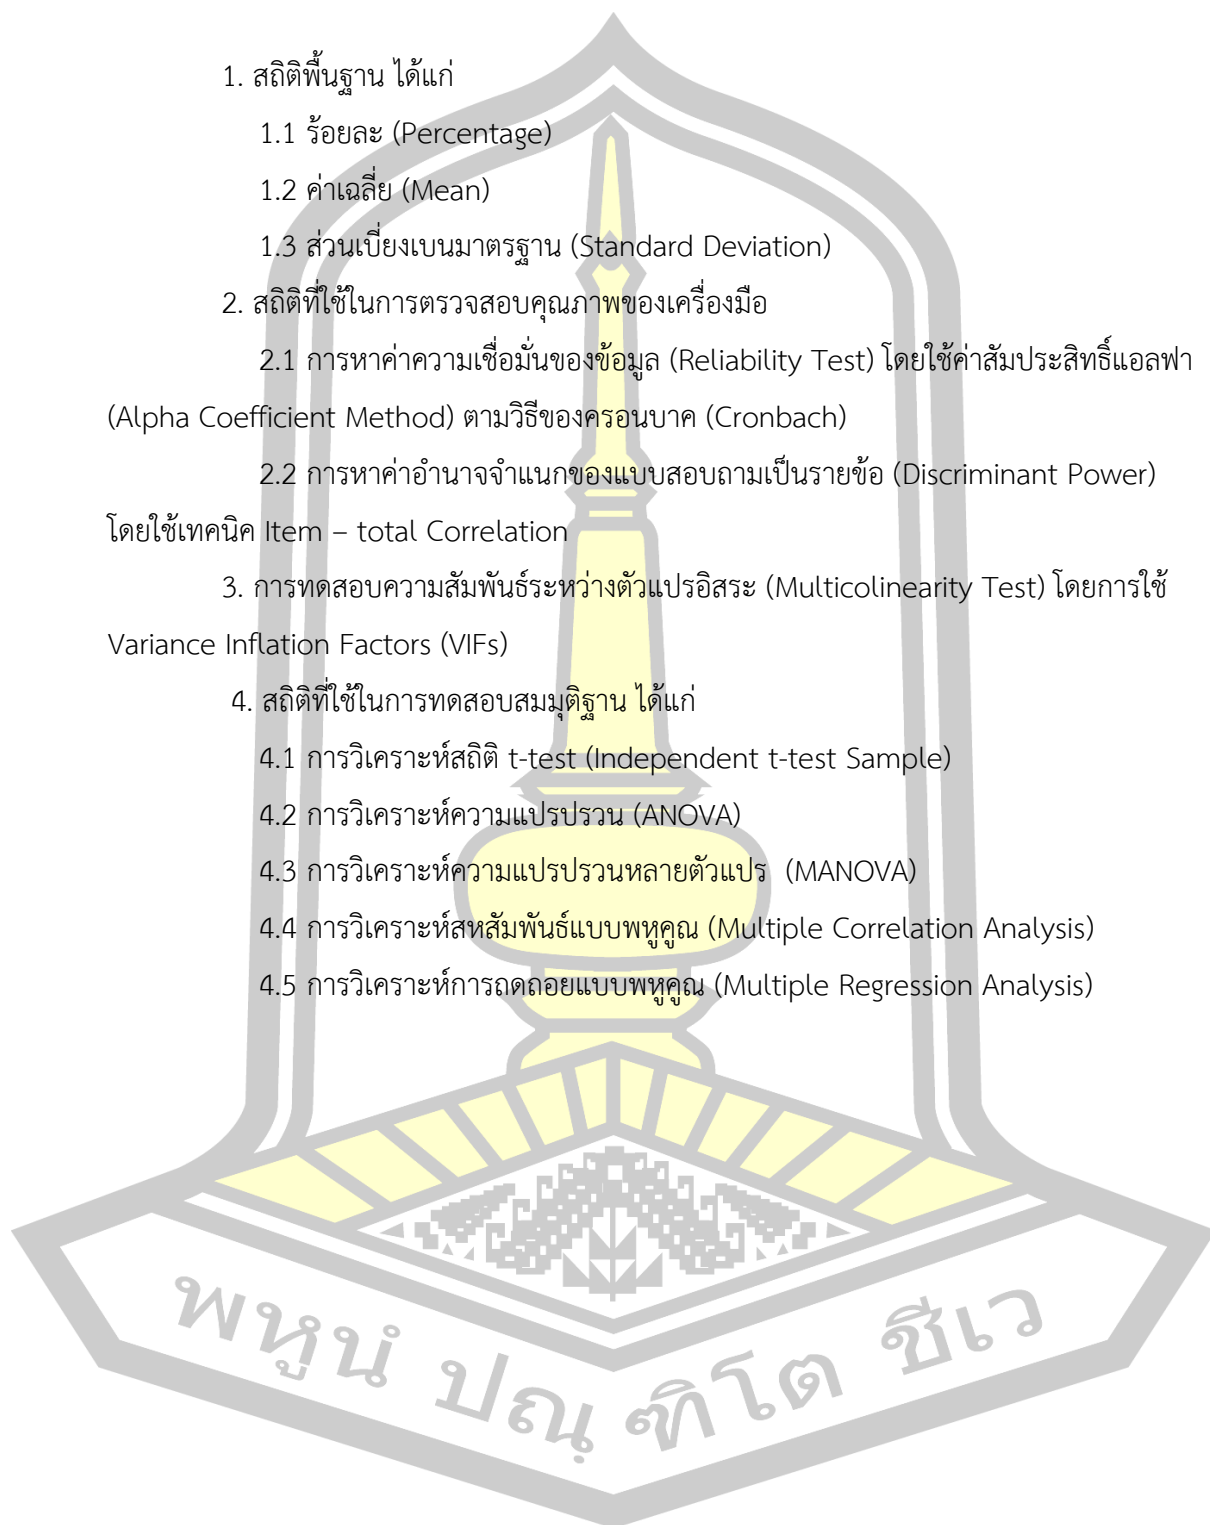 1. สถิติพื้นฐาน ได้แก่
1.1 ร้อยละ (Percentage)
1.2 ค่าเฉลี่ย (Mean)
1.3 ส่วนเบี่ยงเบนมาตรฐาน (Standard Deviation)
2. สถิติที่ใช้ในการตรวจสอบคุณภาพของเครื่องมือ
2.1 การหาค่าความเชื่อมั่นของข้อมูล (Reliability Test) โดยใช้ค่าสัมประสิทธิ์แอลฟา
(Alpha Coefficient Method) ตามวิธีของครอนบาค (Cronbach)
2.2 การหาค่าอำนาจจำแนกของแบบสอบถามเป็นรายข้อ (Discriminant Power)
โดยใช้เทคนิค Item – total Correlation
3. การทดสอบความสัมพันธ์ระหว่างตัวแปรอิสระ (Multicolinearity Test) โดยการใช้
Variance Inflation Factors (VIFs)
4. สถิติที่ใช้ในการทดสอบสมมุติฐาน ได้แก่
4.1 การวิเคราะห์สถิติ t-test (Independent t-test Sample)
4.2 การวิเคราะห์ความแปรปรวน (ANOVA)
4.3 การวิเคราะห์ความแปรปรวนหลายตัวแปร (MANOVA)
4.4 การวิเคราะห์สหสัมพันธ์แบบพหูคูณ (Multiple Correlation Analysis)
4.5 การวิเคราะห์การถดถอยแบบพหูคูณ (Multiple Regression Analysis)
พหูนํ ปณฺฑิโต ชีเว